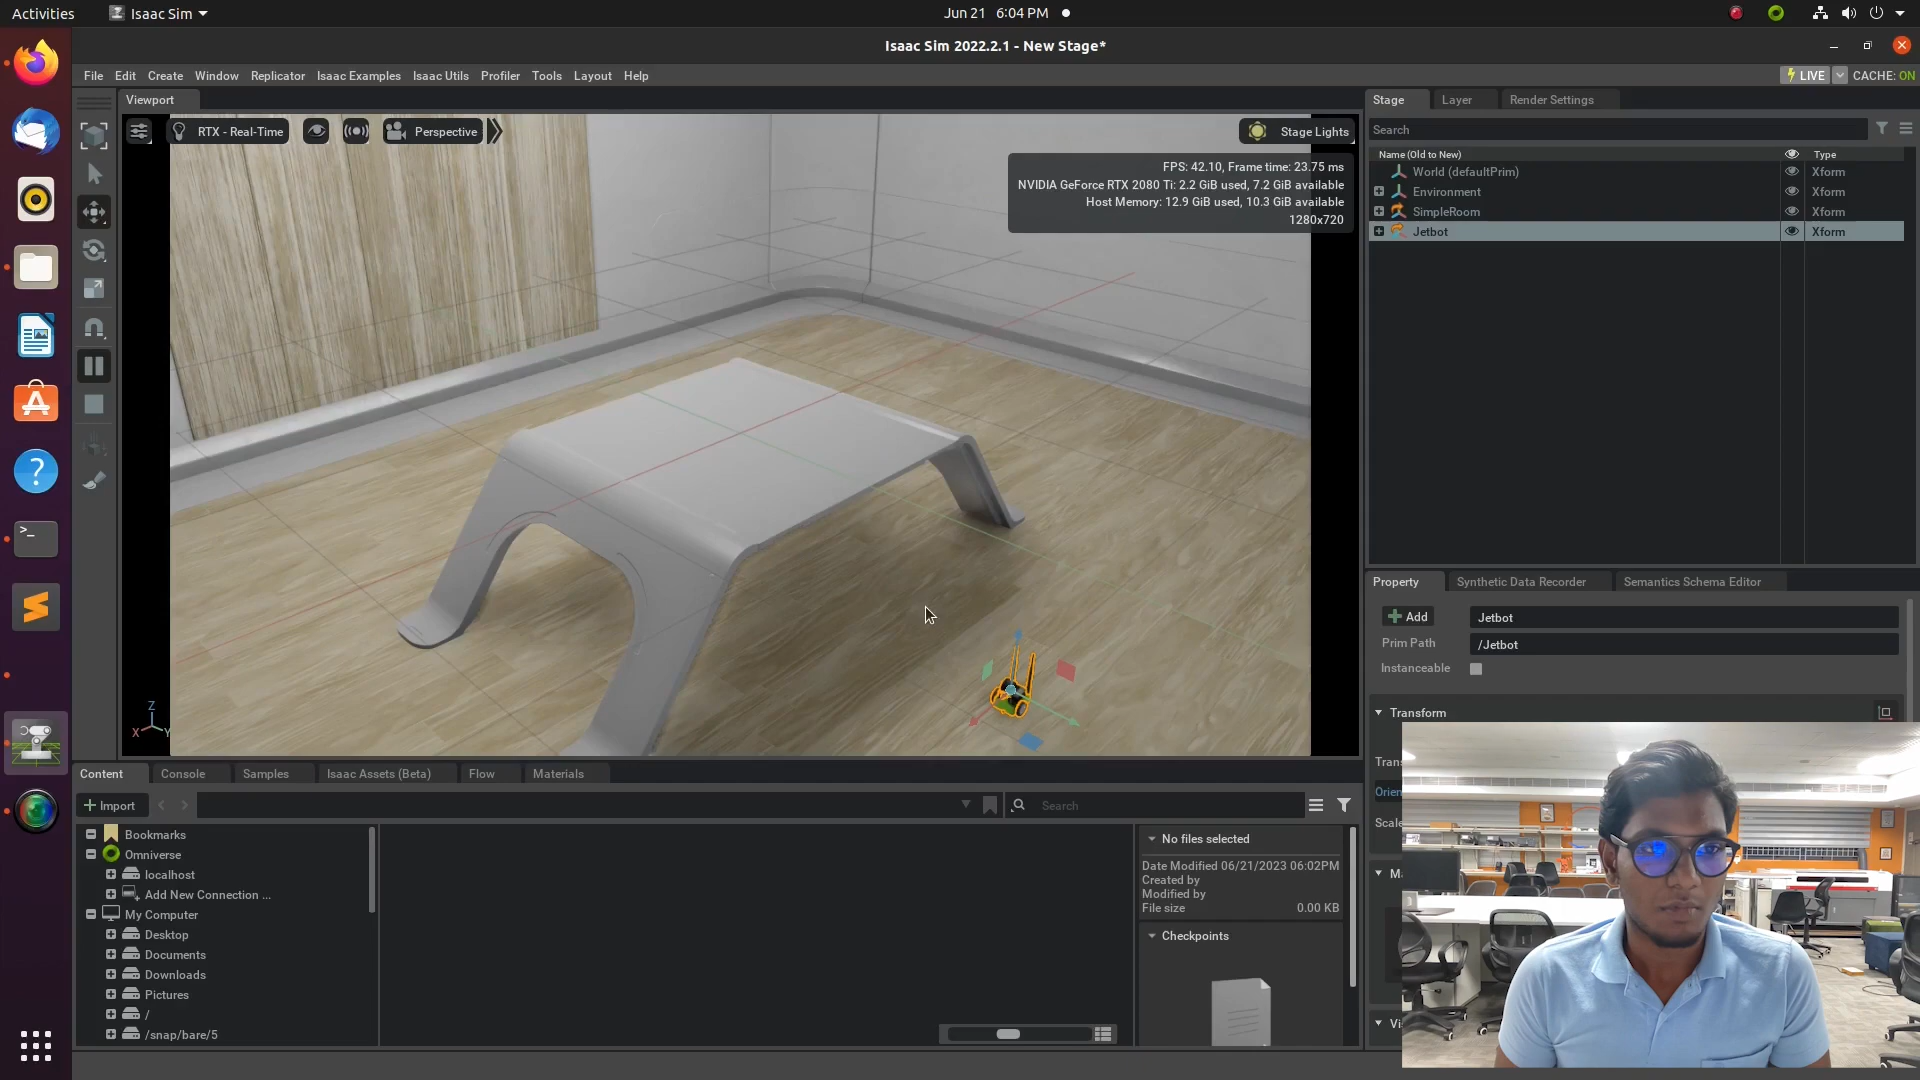 Activities
Isaac Sim
Jun 21 6:04 PM
Isaac Sim 2022.2.1 - New Stage*
File Edit Create Window Replicator Isaac Examples Isaac Utils Profiler Tools Layout Help
LIVE
CACHE: ON
Viewport
Stage Layer Render Settings
RTX - Real-Time
Perspective
Stage Lights
Search
Name (Old to New) Type
FPS: 42.10, Frame time: 23.75 ms
NVIDIA GeForce RTX 2080 Ti: 2.2 GiB used, 7.2 GiB available
Host Memory: 12.9 GiB used, 10.3 GiB available
1280x720
World (defaultPrim) Xform
Environment Xform
SimpleRoom Xform
Jetbot Xform
Z
X
Y
Property Synthetic Data Recorder Semantics Schema Editor
Add Jetbot
Prim Path /Jetbot
Instanceable
Transform
Trans
Orien
Scale
M
Vi
Content Console Samples Isaac Assets (Beta) Flow Materials
Import
Search
Bookmarks
Omniverse
localhost
Add New Connection ...
My Computer
Desktop
Documents
Downloads
Pictures
/
/snap/bare/5
No files selected
Date Modified 06/21/2023 06:02PM
Created by
Modified by
File size 0.00 KB
Checkpoints